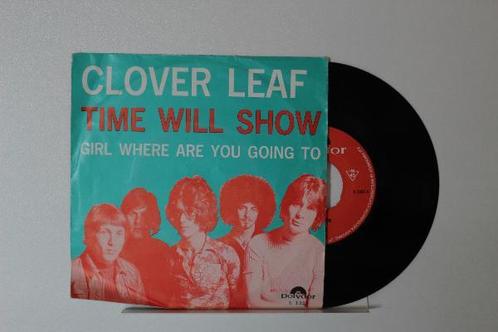 CLOVER LEAF
TIME WILL SHOW
GIRL WHERE ARE YOU GOING TO
Polydor